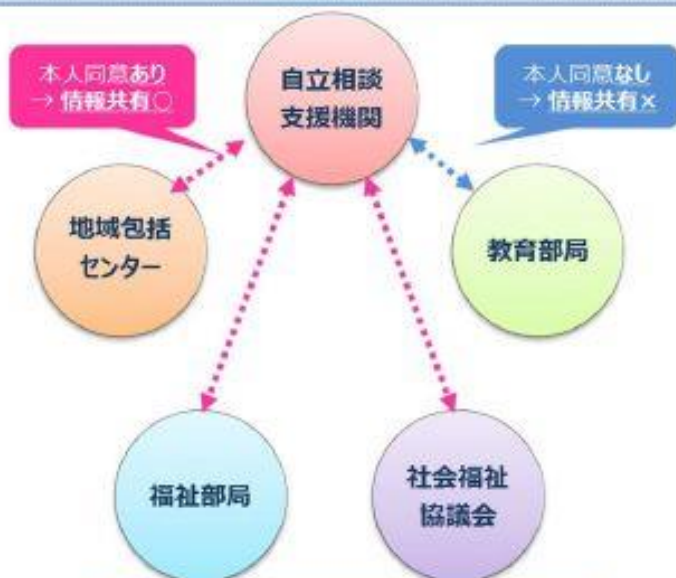 本人同意あり
→ 情報共有○
自立相談
支援機関
本人同意なし
→ 情報共有×
地域包括
センター
教育部局
福祉部局
社会福祉
協議会